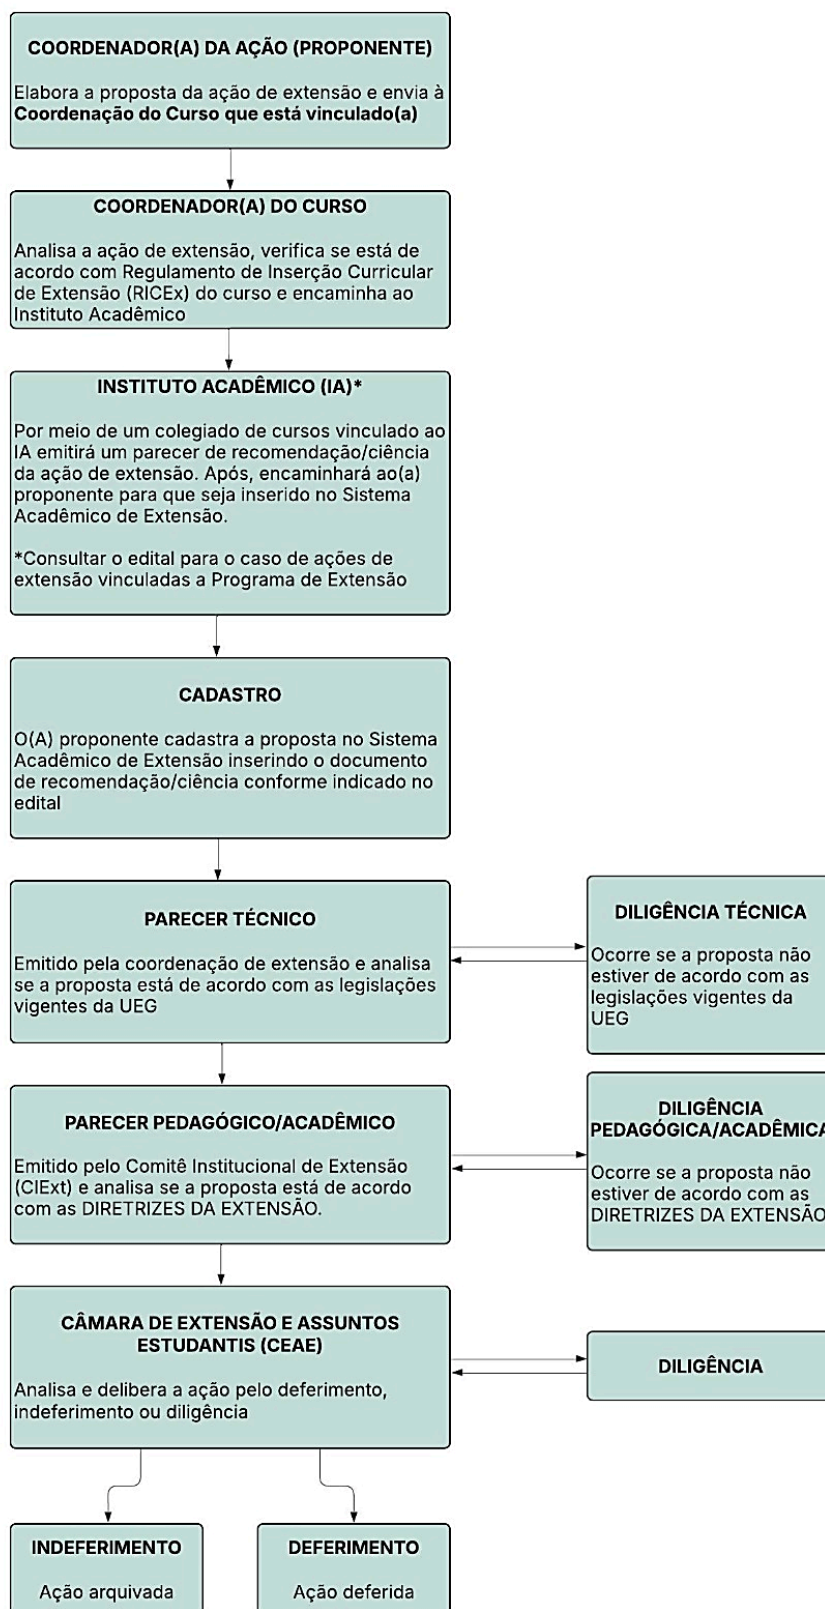 COORDENADOR(A) DA AÇÃO (PROPONENTE)
Elabora a proposta da ação de extensão e envia à
Coordenação do Curso que está vinculado(a)
COORDENADOR(A) DO CURSO
Analisa a ação de extensão, verifica se está de
acordo com Regulamento de Inserção Curricular
de Extensão (RICEx) do curso e encaminha ao
Instituto Acadêmico
INSTITUTO ACADÊMICO (IA)*
Por meio de um colegiado de cursos vinculado ao
IA emitirá um parecer de recomendação/ciência
da ação de extensão. Após, encaminhará ao(a)
proponente para que seja inserido no Sistema
Acadêmico de Extensão.
*Consultar o edital para o caso de ações de
extensão vinculadas a Programa de Extensão
CADASTRO
O(A) proponente cadastra a proposta no Sistema
Acadêmico de Extensão inserindo o documento
de recomendação/ciência conforme indicado no
edital
PARECER TÉCNICO
Emitido pela coordenação de extensão e analisa
se a proposta está de acordo com as legislações
vigentes da UEG
DILIGÊNCIA TÉCNICA
Ocorre se a proposta não
estiver de acordo com as
legislações vigentes da
UEG
PARECER PEDAGÓGICO/ACADÊMICO
Emitido pelo Comitê Institucional de Extensão
(CIExt) e analisa se a proposta está de acordo
com as DIRETRIZES DA EXTENSÃO.
DILIGÊNCIA
PEDAGÓGICA/ACADÊMICA
Ocorre se a proposta não
estiver de acordo com as
DIRETRIZES DA EXTENSÃO
CÂMARA DE EXTENSÃO E ASSUNTOS
ESTUDANTIS (CEAE)
Analisa e delibera a ação pelo deferimento,
indeferimento ou diligência
DILIGÊNCIA
INDEFERIMENTO
Ação arquivada
DEFERIMENTO
Ação deferida